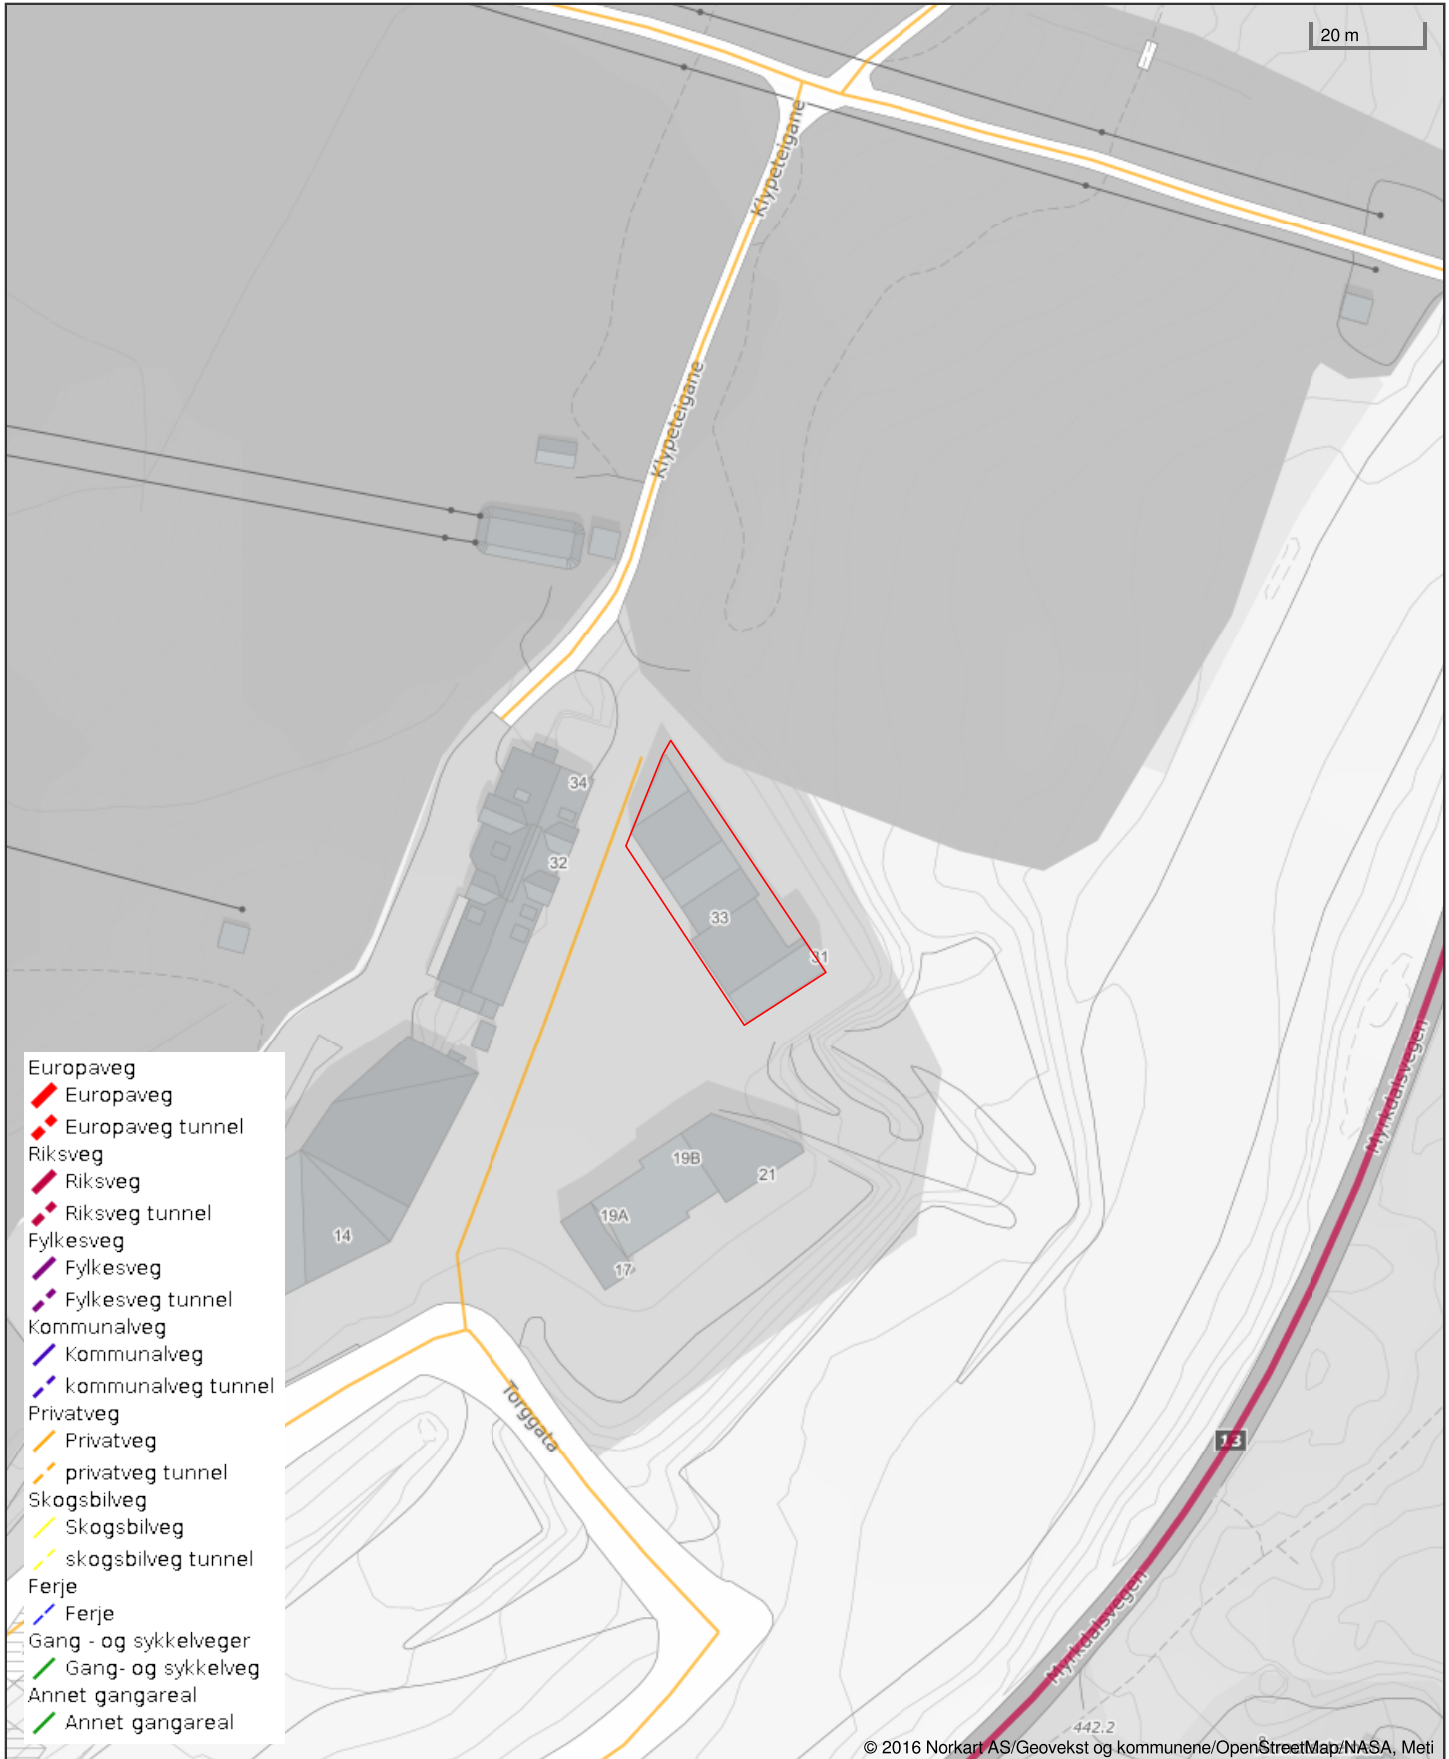 20 m
Klypeteigane
Klypeteigane
34
32
33
31
19B
21
19A
17
14
Torggata
Myrkdalsvegen
13
Myrkdalsvegen
442.2
Europaveg
Europaveg
Europaveg tunnel
Riksveg
Riksveg
Riksveg tunnel
Fylkesveg
Fylkesveg
Fylkesveg tunnel
Kommunalveg
Kommunalveg
kommunalveg tunnel
Privatveg
Privatveg
privatveg tunnel
Skogsbilveg
Skogsbilveg
skogsbilveg tunnel
Ferje
Ferje
Gang - og sykkelveger
Gang- og sykkelveg
Annet gangareal
Annet gangareal
© 2016 Norkart AS/Geovekst og kommunene/OpenStreetMap/NASA, Meti